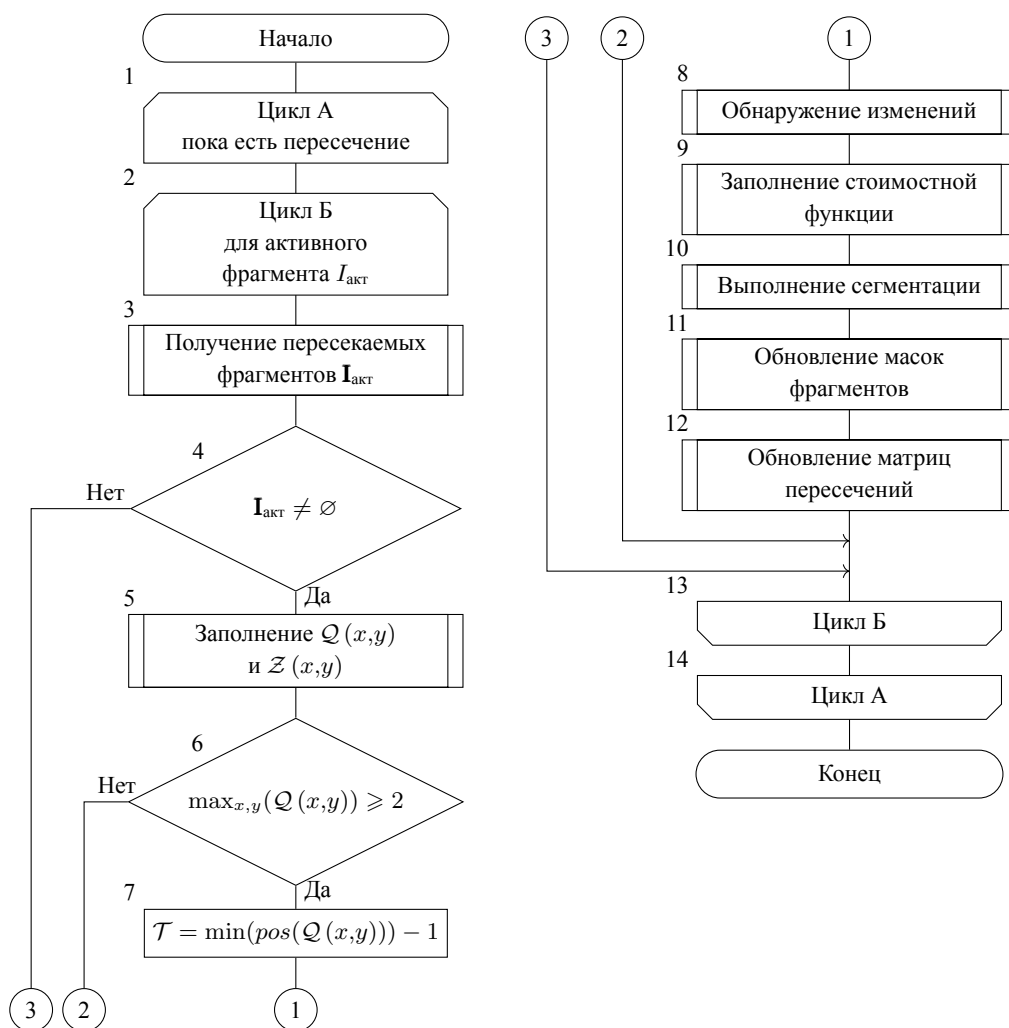 Начало
1
Цикл А
пока есть пересечение
2
Цикл Б
для активного
фрагмента I_акт
3
Получение пересекаемых
фрагментов I_акт
4
Нет
I_акт ≠ ∅
Да
5
Заполнение Q (x,y)
и Z (x,y)
6
Нет
max_{x,y}(Q (x,y)) ⩾ 2
Да
7
T = min(pos(Q (x,y))) − 1
3
2
1
3
2
1
8
Обнаружение изменений
9
Заполнение стоимостной
функции
10
Выполнение сегментации
11
Обновление масок
фрагментов
12
Обновление матриц
пересечений
13
Цикл Б
14
Цикл А
Конец